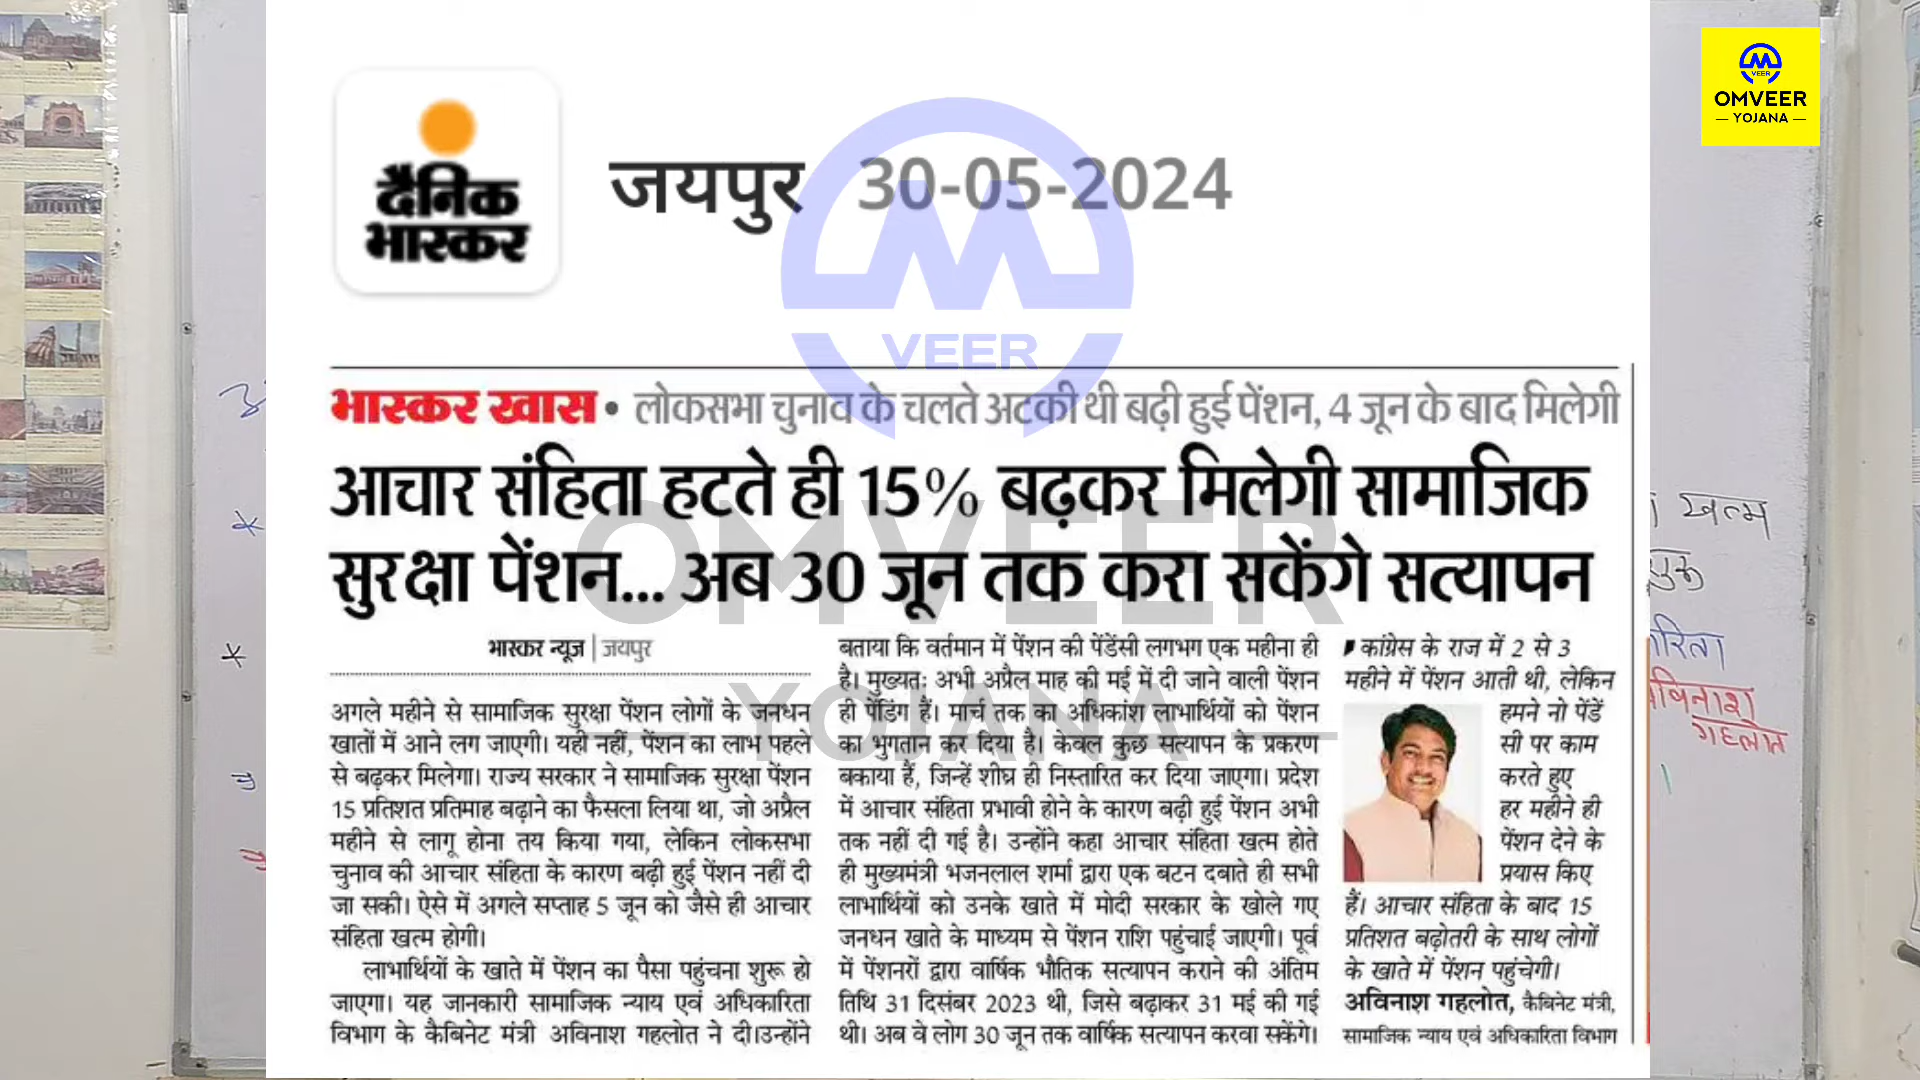 दैनिक
भास्कर
जयपुर 30-05-2024
VEER
OMVEER
YOJANA
VEER
OMVEER
— YOJANA —
भास्कर खास • लोकसभा चुनाव के चलते अटकी थी बढ़ी हुई पेंशन, 4 जून के बाद मिलेगी
आचार संहिता हटते ही 15% बढ़कर मिलेगी सामाजिक
सुरक्षा पेंशन... अब 30 जून तक करा सकेंगे सत्यापन
भास्कर न्यूज | जयपुर
अगले महीने से सामाजिक सुरक्षा पेंशन लोगों के जनधन
खातों में आने लग जाएगी। यही नहीं, पेंशन का लाभ पहले
से बढ़कर मिलेगा। राज्य सरकार ने सामाजिक सुरक्षा पेंशन
15 प्रतिशत प्रतिमाह बढ़ाने का फैसला लिया था, जो अप्रैल
महीने से लागू होना तय किया गया, लेकिन लोकसभा
चुनाव की आचार संहिता के कारण बढ़ी हुई पेंशन नहीं दी
जा सकी। ऐसे में अगले सप्ताह 5 जून को जैसे ही आचार
संहिता खत्म होगी।
लाभार्थियों के खाते में पेंशन का पैसा पहुंचना शुरू हो
जाएगा। यह जानकारी सामाजिक न्याय एवं अधिकारिता
विभाग के कैबिनेट मंत्री अविनाश गहलोत ने दी।उन्होंने
बताया कि वर्तमान में पेंशन की पेंडेंसी लगभग एक महीना ही
है। मुख्यतः अभी अप्रैल माह की मई में दी जाने वाली पेंशन
ही पेंडिंग हैं। मार्च तक का अधिकांश लाभार्थियों को पेंशन
का भुगतान कर दिया है। केवल कुछ सत्यापन के प्रकरण
बकाया हैं, जिन्हें शीघ्र ही निस्तारित कर दिया जाएगा। प्रदेश
में आचार संहिता प्रभावी होने के कारण बढ़ी हुई पेंशन अभी
तक नहीं दी गई है। उन्होंने कहा आचार संहिता खत्म होते
ही मुख्यमंत्री भजनलाल शर्मा द्वारा एक बटन दबाते ही सभी
लाभार्थियों को उनके खाते में मोदी सरकार के खोले गए
जनधन खाते के माध्यम से पेंशन राशि पहुंचाई जाएगी। पूर्व
में पेंशनरों द्वारा वार्षिक भौतिक सत्यापन कराने की अंतिम
तिथि 31 दिसंबर 2023 थी, जिसे बढ़ाकर 31 मई की गई
थी। अब वे लोग 30 जून तक वार्षिक सत्यापन करवा सकेंगे।
कांग्रेस के राज में 2 से 3
महीने में पेंशन आती थी, लेकिन
हमने नो पेंडें
सी पर काम
करते हुए
हर महीने ही
पेंशन देने के
प्रयास किए
हैं। आचार संहिता के बाद 15
प्रतिशत बढ़ोतरी के साथ लोगों
के खाते में पेंशन पहुंचेगी।
अविनाश गहलोत, कैबिनेट मंत्री,
सामाजिक न्याय एवं अधिकारिता विभाग
खत्म
रिता
विनाश
गहलोत